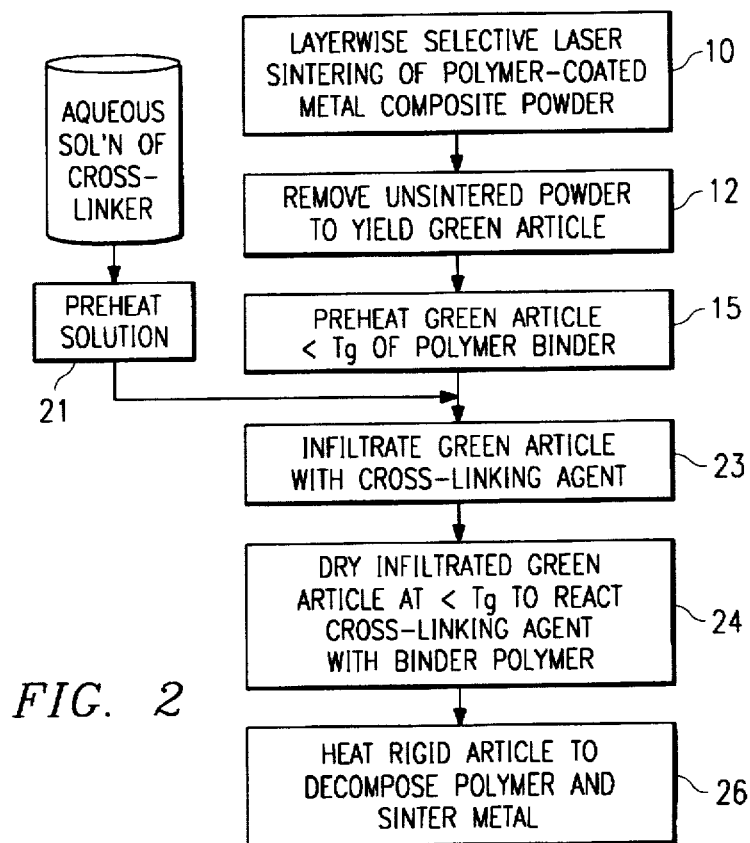 LAYERWISE SELECTIVE LASER
SINTERING OF POLYMER-COATED
METAL COMPOSITE POWDER
10
AQUEOUS
SOL'N OF
CROSS-
LINKER
REMOVE UNSINTERED POWDER
TO YIELD GREEN ARTICLE
12
PREHEAT
SOLUTION
21
PREHEAT GREEN ARTICLE
< Tg OF POLYMER BINDER
15
INFILTRATE GREEN ARTICLE
WITH CROSS-LINKING AGENT
23
DRY INFILTRATED GREEN
ARTICLE AT < Tg TO REACT
CROSS-LINKING AGENT
WITH BINDER POLYMER
24
FIG. 2
HEAT RIGID ARTICLE TO
DECOMPOSE POLYMER AND
SINTER METAL
26